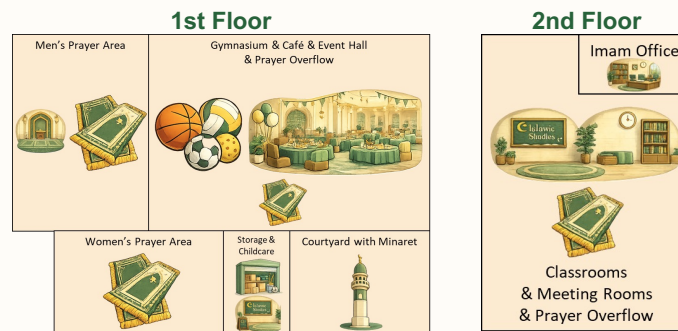 1st Floor
2nd Floor
Men's Prayer Area
Gymnasium & Café & Event Hall
& Prayer Overflow
Imam Office
Islamic
Women's Prayer Area
Storage &
Childcare
Courtyard with Minaret
Classrooms
& Meeting Rooms
& Prayer Overflow